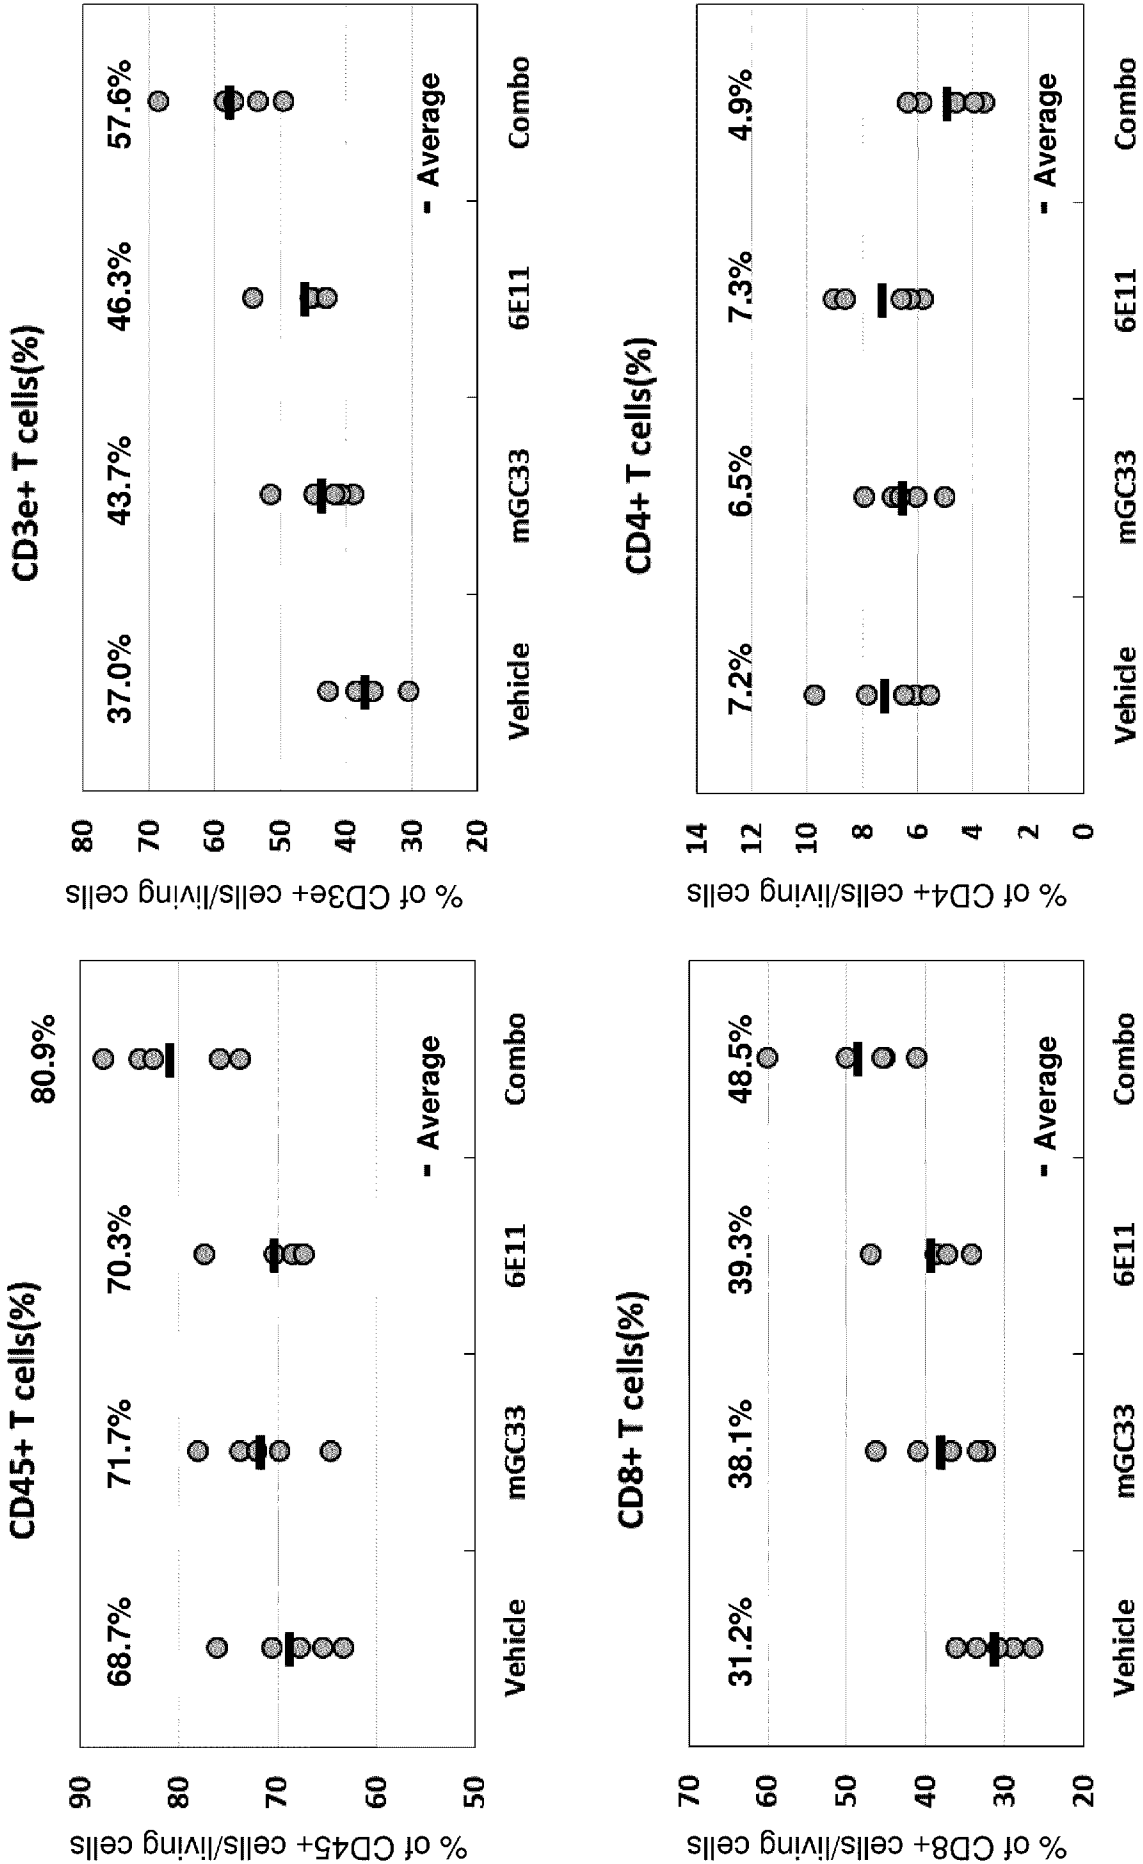 CD45+ T cells(%)
% of CD45+ cells/living cells
90
80
70
60
50
68.7%
71.7%
70.3%
80.9%
- Average
Vehicle
mGC33
6E11
Combo
CD3e+ T cells(%)
% of CD3e+ cells/living cells
80
70
60
50
40
30
20
37.0%
43.7%
46.3%
57.6%
- Average
Vehicle
mGC33
6E11
Combo
CD8+ T cells(%)
% of CD8+ cells/living cells
70
60
50
40
30
20
31.2%
38.1%
39.3%
48.5%
- Average
Vehicle
mGC33
6E11
Combo
CD4+ T cells(%)
% of CD4+ cells/living cells
14
12
10
8
6
4
2
0
7.2%
6.5%
7.3%
4.9%
- Average
Vehicle
mGC33
6E11
Combo